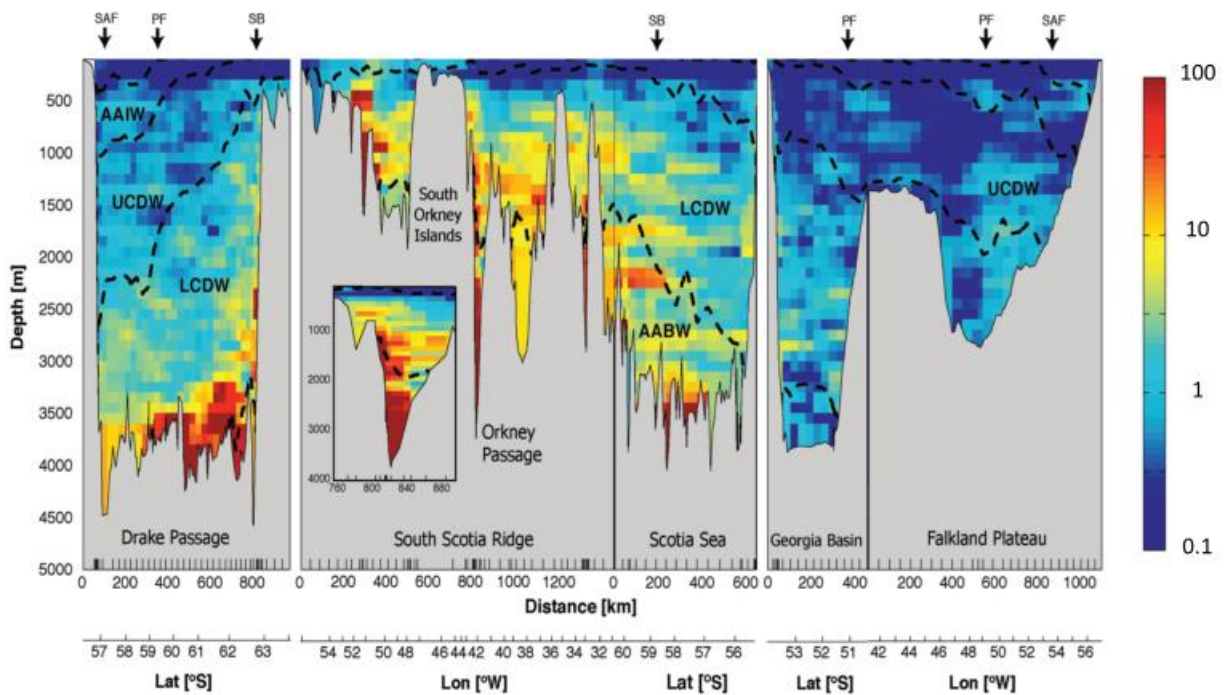 SAF PF SB SB PF PF SAF
100
10
1
0.1
Depth [m]
500
1000
1500
2000
2500
3000
3500
4000
4500
5000
AAIW
UCDW
LCDW
Drake Passage
South
Orkney
Islands
1000
2000
3000
4000
760 800 840 880
Orkney
Passage
South Scotia Ridge
LCDW
AABW
Scotia Sea
UCDW
Georgia Basin
Falkland Plateau
0 200 400 600 800 0 200 400 600 800 1000 1200 0 200 400 600 0 200 400 0 200 400 600 800 1000
Distance [km]
57 58 59 60 61 62 63 54 52 50 48 46 44 42 40 38 36 34 32 60 59 58 57 56 53 52 51 42 44 46 48 50 52 54 56
Lat [ºS] Lon [ºW] Lat [ºS] Lat [ºS] Lon [ºW]